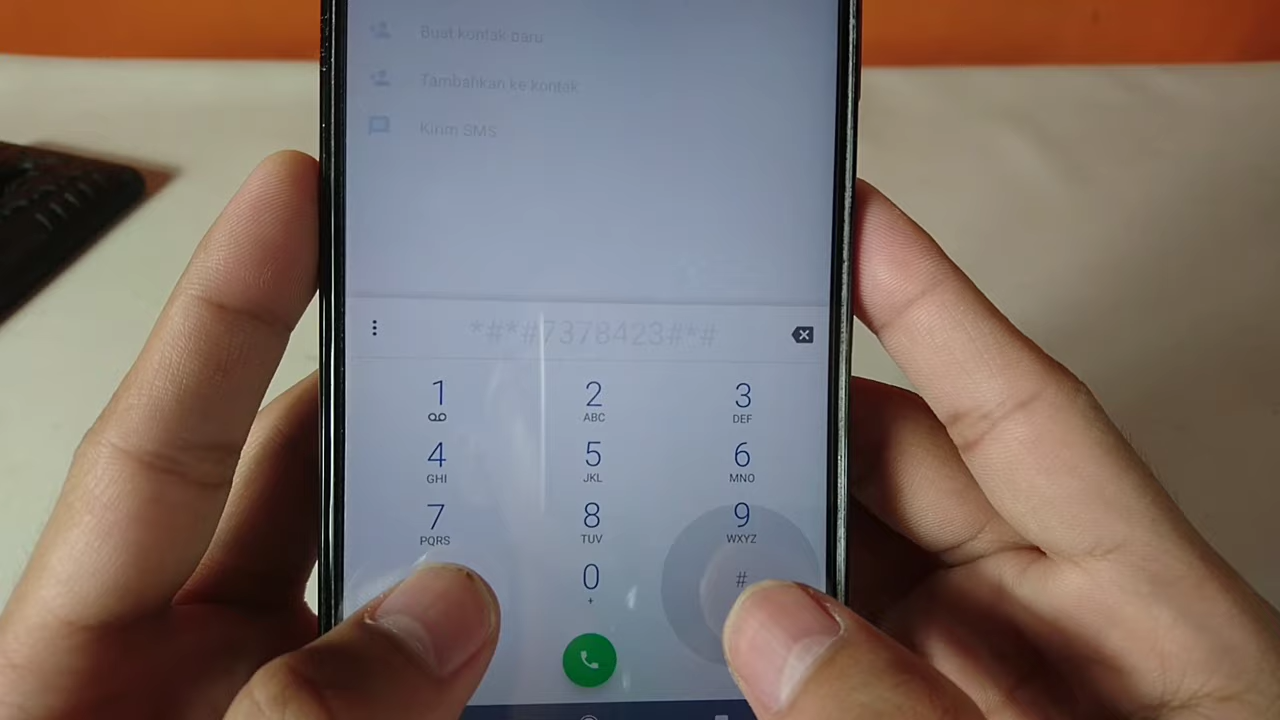 Buat kontak baru
Tambahkan ke kontak
Kirim SMS
*#*#7378423#*#
1 2 3
ABC DEF
4 5 6
GHI JKL MNO
7 8 9
PQRS TUV WXYZ
0 #
+